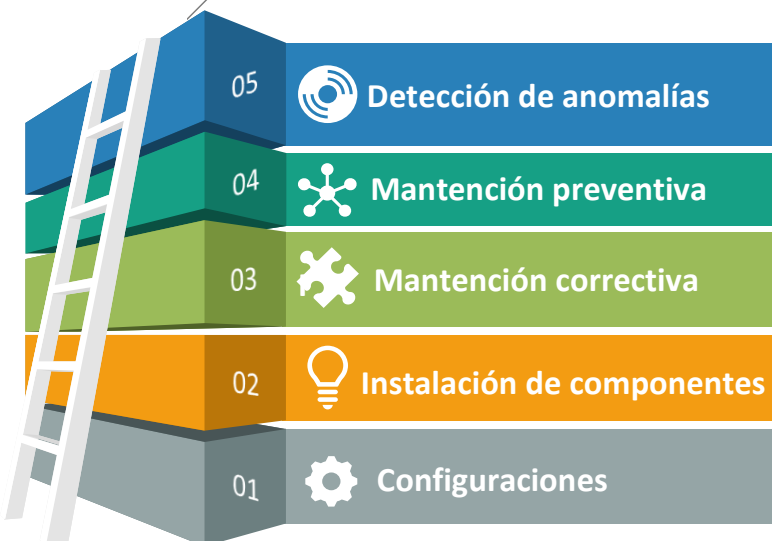 05
Detección de anomalías
04
Mantención preventiva
03
Mantención correctiva
02
Instalación de componentes
01
Configuraciones